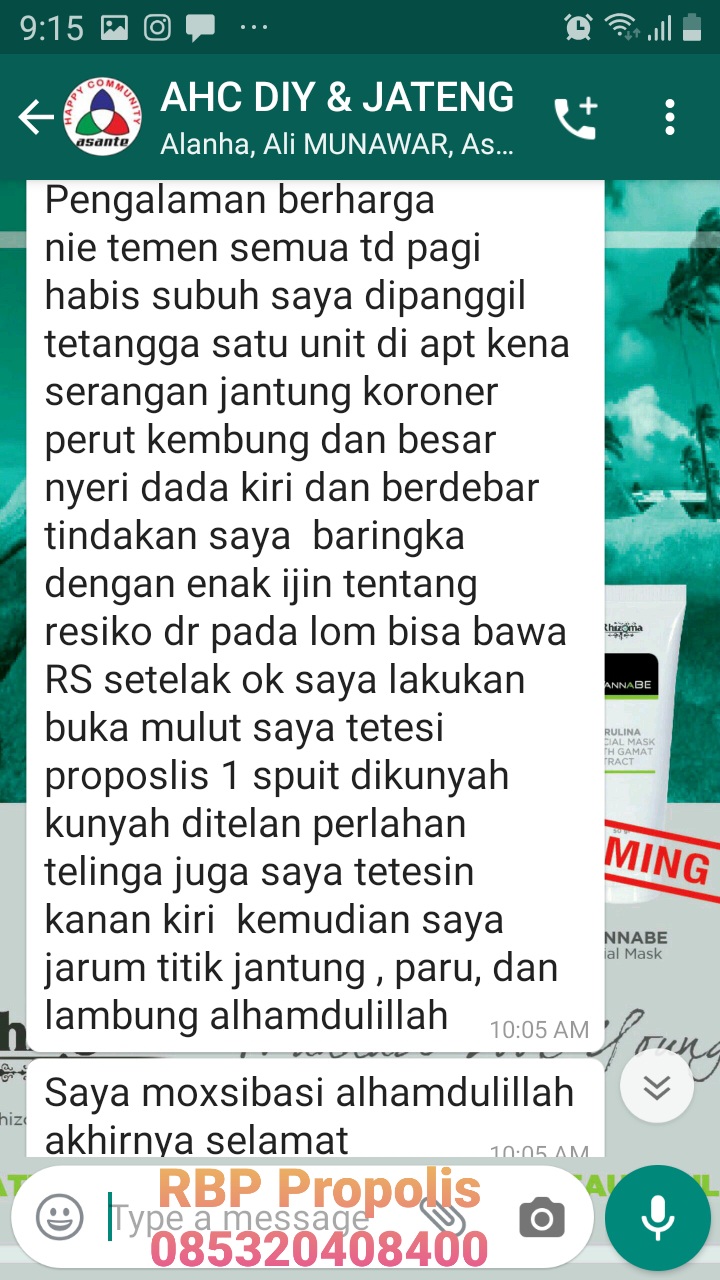 9:15
AHC DIY & JATENG
Alanha, Ali MUNAWAR, As...
HAPPY COMMUNITY
asante
Pengalaman berharga
nie temen semua td pagi
habis subuh saya dipanggil
tetangga satu unit di apt kena
serangan jantung koroner
perut kembung dan besar
nyeri dada kiri dan berdebar
tindakan saya  baringka
dengan enak ijin tentang
resiko dr pada lom bisa bawa
RS setelak ok saya lakukan
buka mulut saya tetesi
proposlis 1 spuit dikunyah
kunyah ditelan perlahan
telinga juga saya tetesin
kanan kiri  kemudian saya
jarum titik jantung , paru, dan
lambung alhamdulillah
10:05 AM
Saya moxsibasi alhamdulillah
akhirnya selamat
10:05 AM
ANNABE
RULINA
CIAL MASK
TH GAMAT
TRACT
MING
NNABE
ial Mask
Young
RBP Propolis
Type a message
085320408400